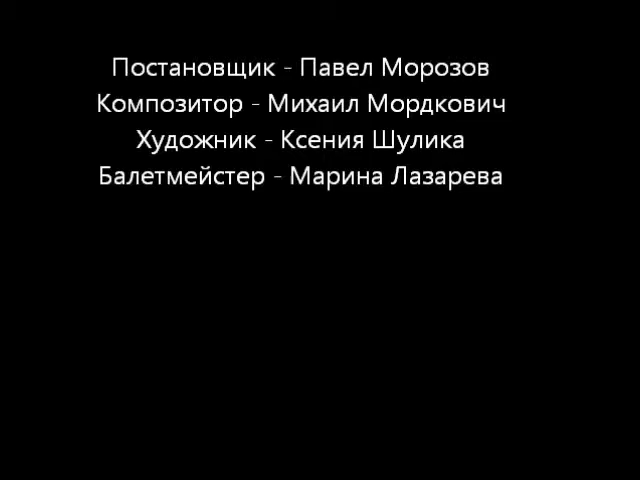 Постановщик - Павел Морозов
Композитор - Михаил Мордкович
Художник - Ксения Шулика
Балетмейстер - Марина Лазарева